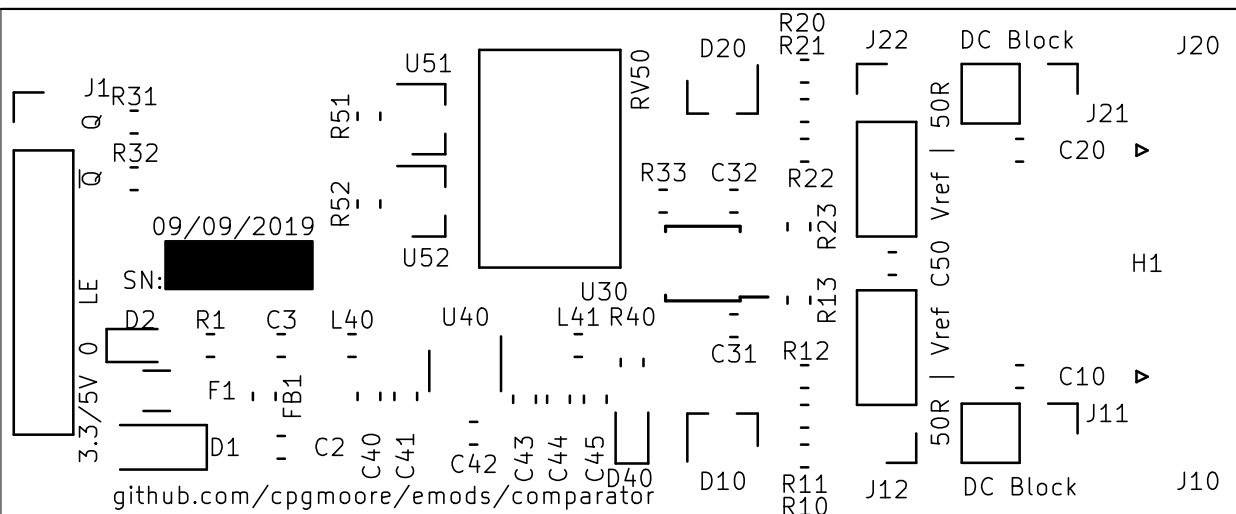 R20
R21
J22
DC Block
J20
D20
U51
RV50
J1
R31
Q
R51
50R
J21
R32
C20
Q̅
R33
C32
R22
Vref |
R52
R23
09/09/2019
U52
C50
H1
SN:
LE
U30
R13
D2
R1
C3
L40
U40
L41
R40
C31
R12
Vref |
3.3/5V 0
F1
FB1
C10
J11
50R
D1
C2
C40
C41
C42
C43
C44
C45
D40
D10
R11
R10
J12
DC Block
J10
github.com/cpgmoore/emods/comparator